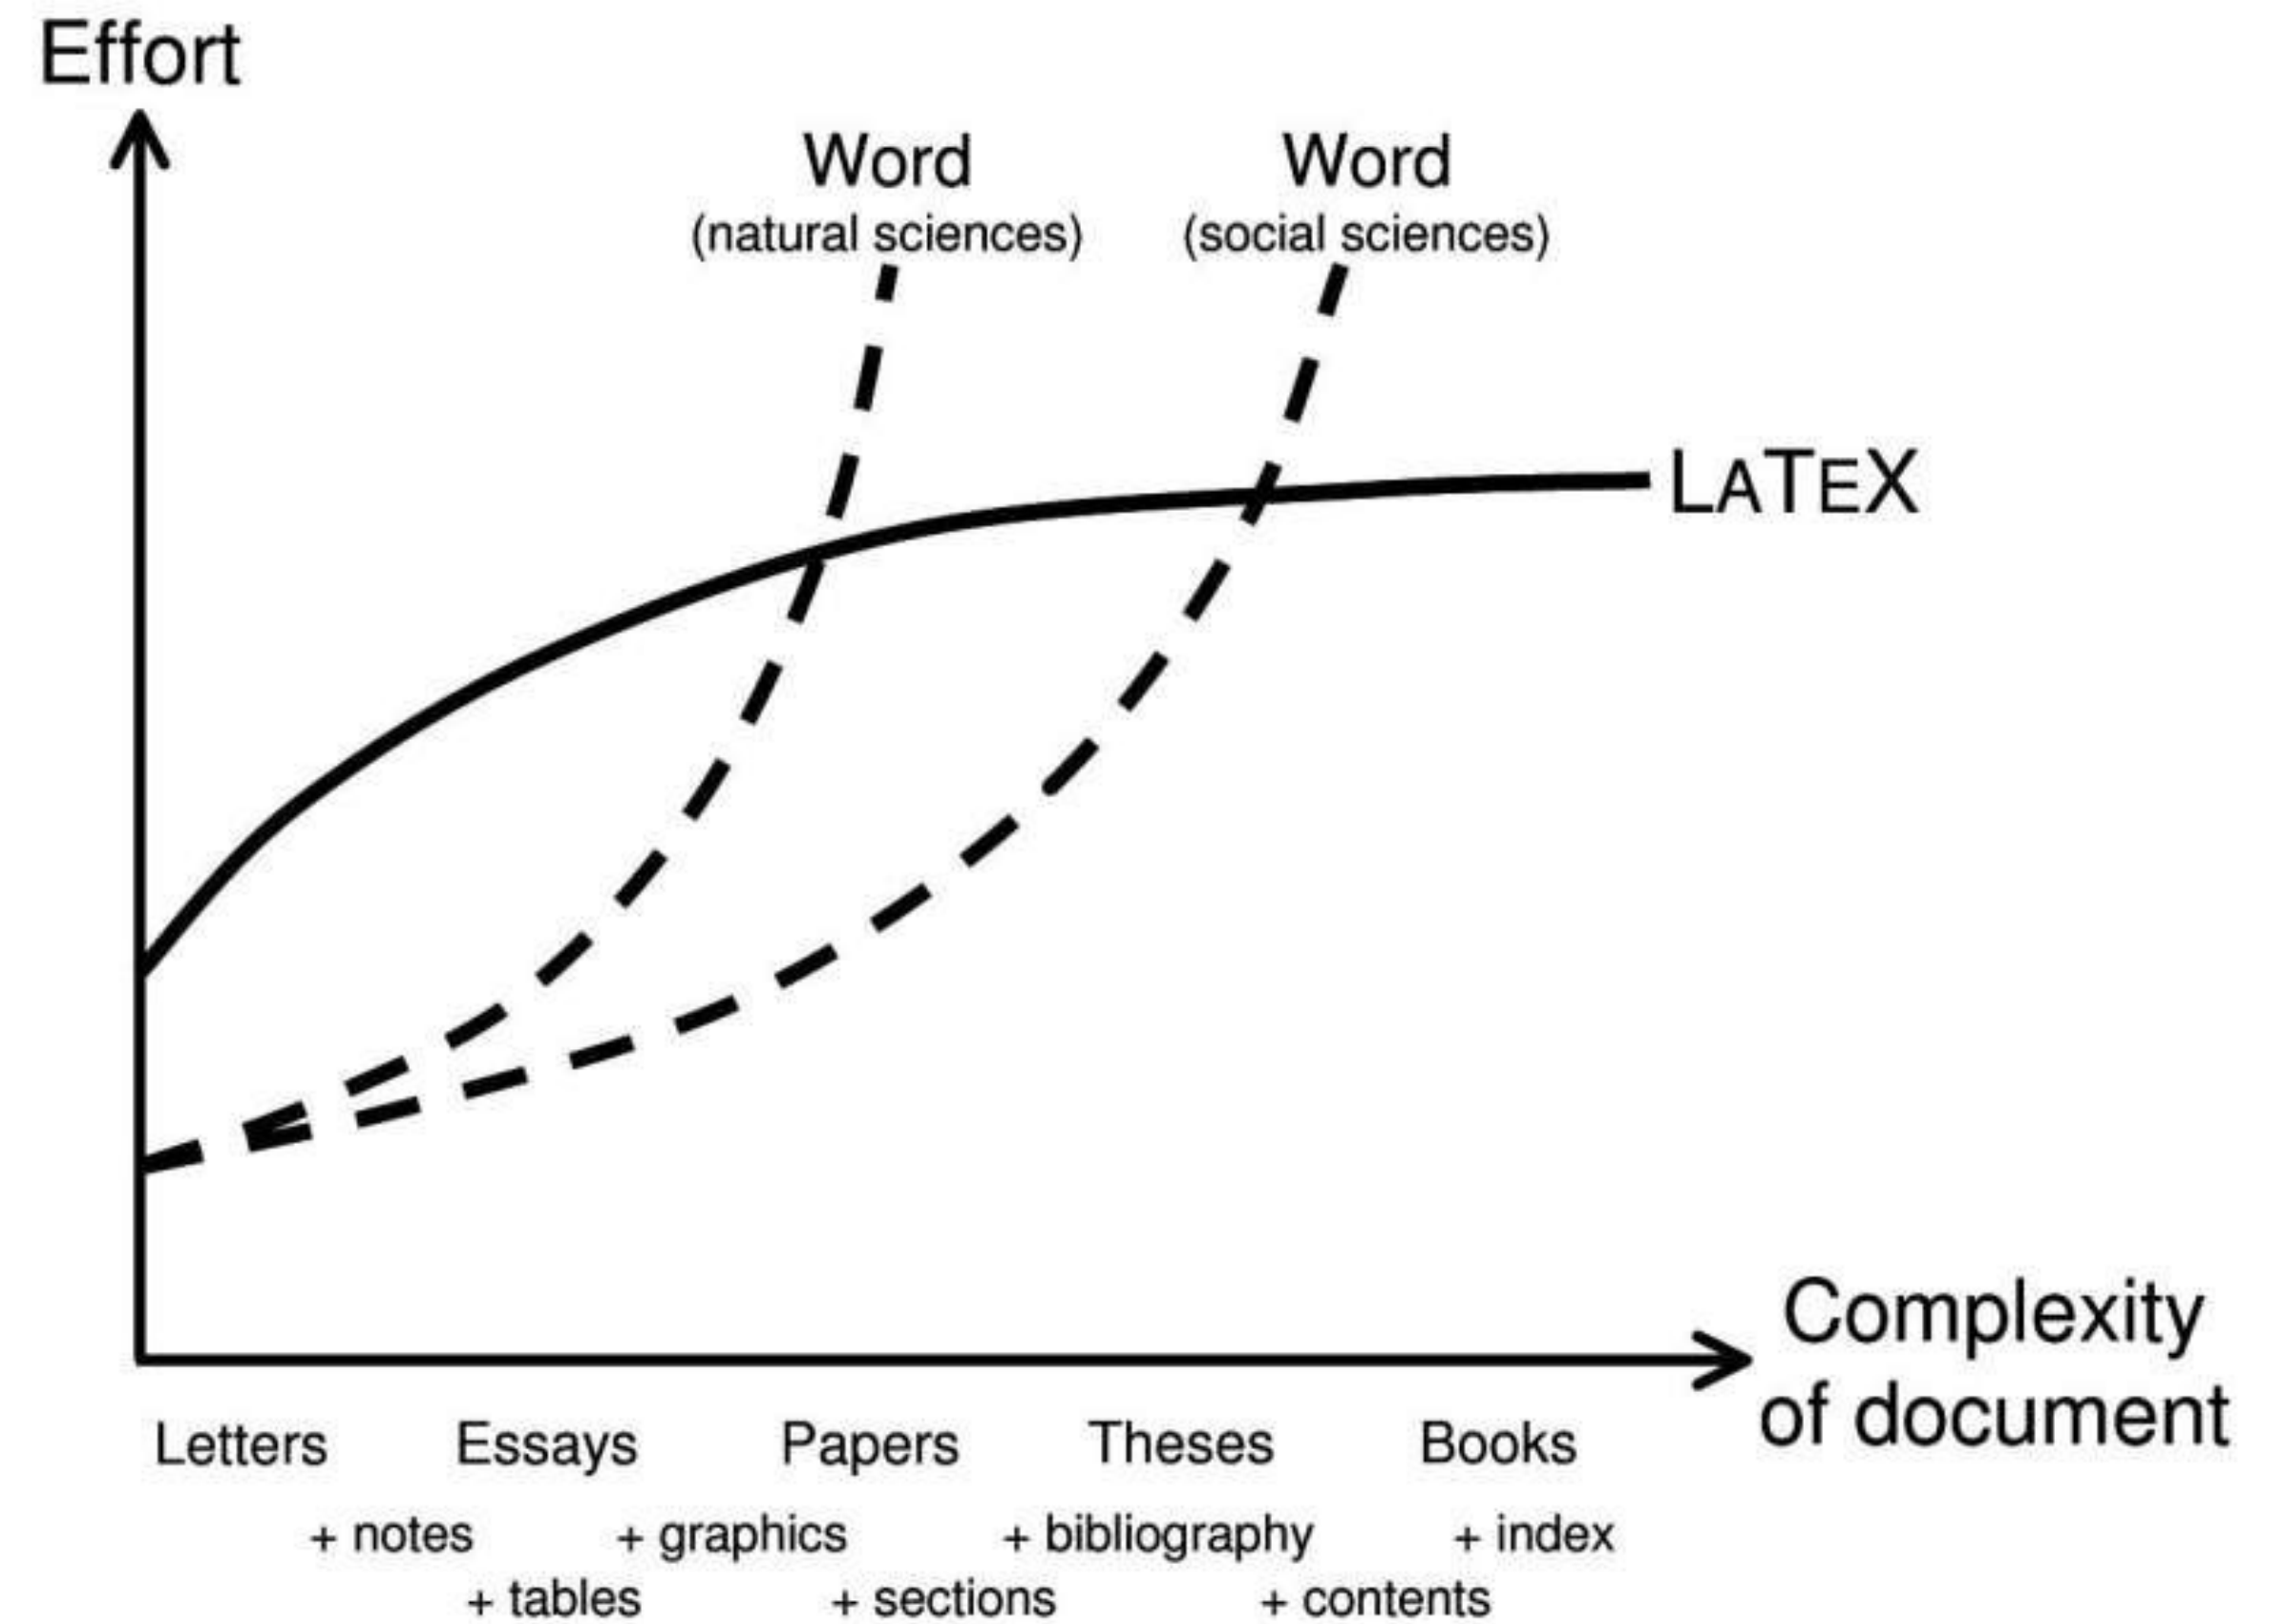 Effort
Word
(natural sciences)
Word
(social sciences)
LATEX
Complexity
of document
Letters Essays Papers Theses Books
+ notes + graphics + bibliography + index
+ tables + sections + contents